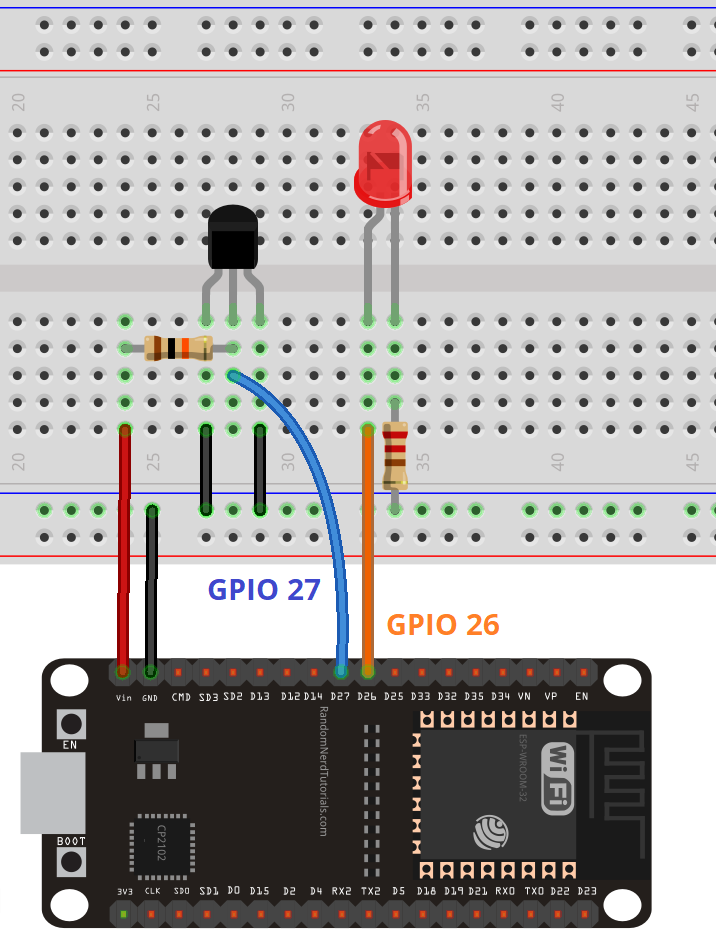 20 25 30 35 40 45
20 25 30 35 40 45
GPIO 27
GPIO 26
Vin GND CMD SD3 SD2 D13 D12 D14 D27 D26 D25 D33 D32 D35 D34 VN VP EN
EN
RandomNerdTutorials.com
ESP-WROOM-32
WiFi
CP2102
BOOT
3V3 CLK SD0 SD1 D0 D15 D2 D4 RX2 TX2 D5 D18 D19 D21 RX0 TX0 D22 D23